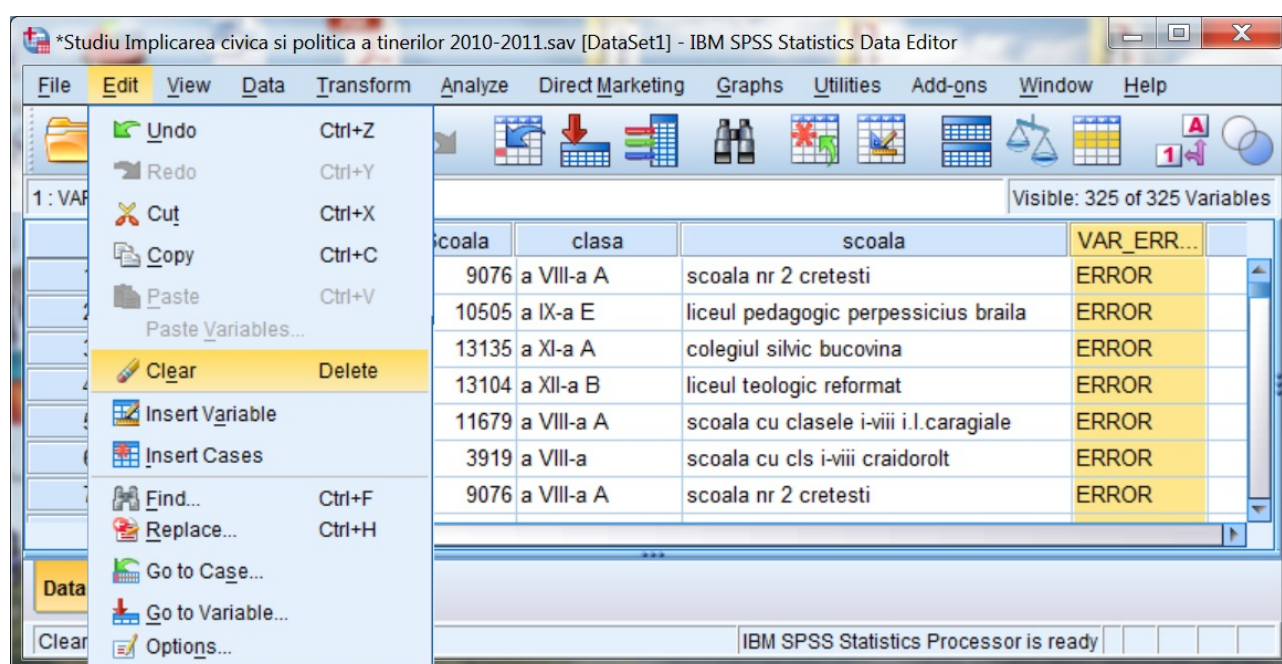 *Studiu Implicarea civica si politica a tinerilor 2010-2011.sav [DataSet1] - IBM SPSS Statistics Data Editor
File Edit View Data Transform Analyze Direct Marketing Graphs Utilities Add-ons Window Help
Undo Ctrl+Z
Redo Ctrl+Y
Cut Ctrl+X
Copy Ctrl+C
Paste Ctrl+V
Paste Variables...
Clear Delete
Insert Variable
Insert Cases
Find... Ctrl+F
Replace... Ctrl+H
Go to Case...
Go to Variable...
Options...
A
1
1 : VAR
Visible: 325 of 325 Variables
Scoala clasa scoala VAR_ERR...
9076 a VIII-a A scoala nr 2 cretesti ERROR
10505 a IX-a E liceul pedagogic perpessicius braila ERROR
13135 a XI-a A colegiul silvic bucovina ERROR
13104 a XII-a B liceul teologic reformat ERROR
11679 a VIII-a A scoala cu clasele i-viii i.l.caragiale ERROR
3919 a VIII-a scoala cu cls i-viii craidorolt ERROR
9076 a VIII-a A scoala nr 2 cretesti ERROR
Data
Clear
IBM SPSS Statistics Processor is ready